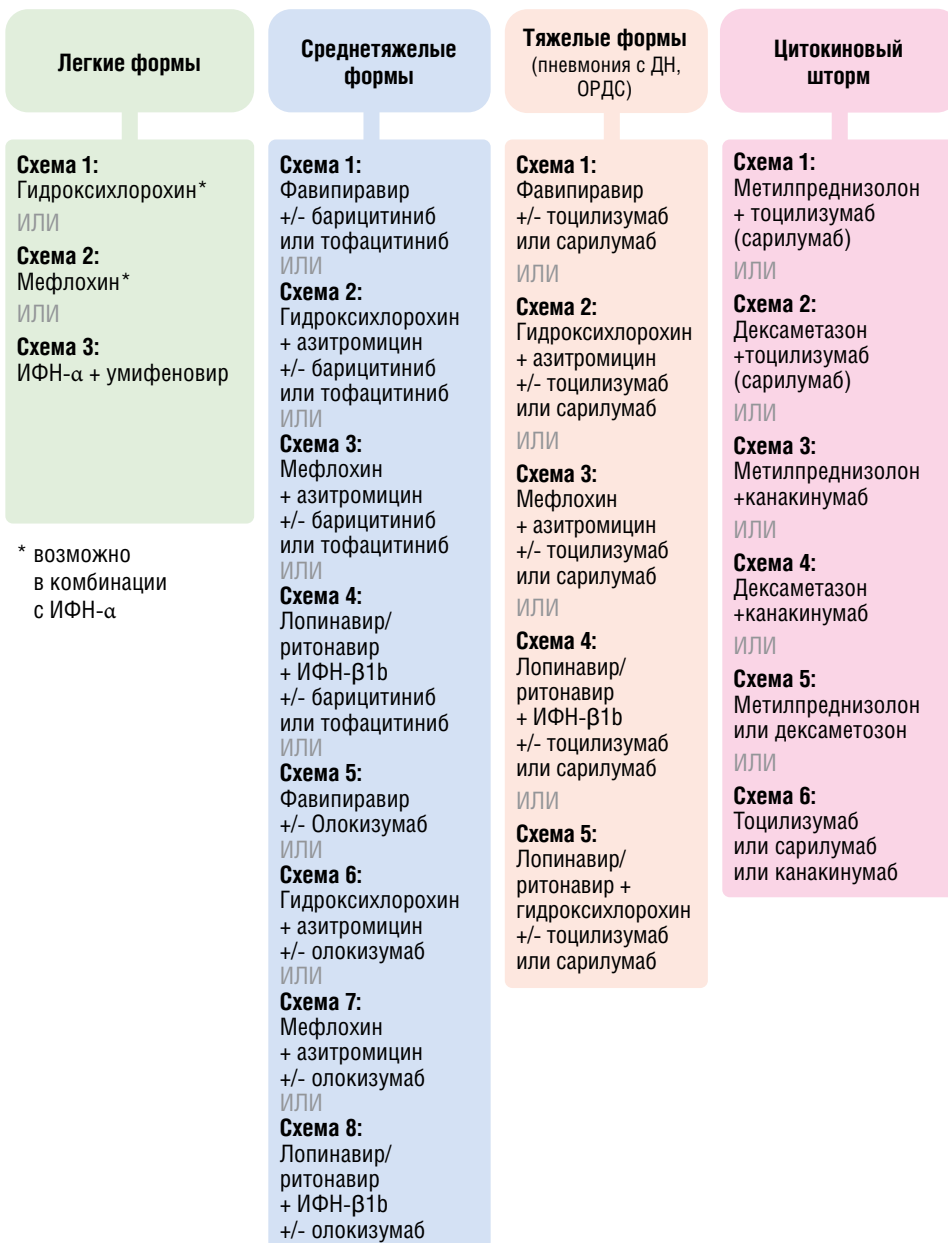 Легкие формы
Схема 1:
Гидроксихлорохин*
ИЛИ
Схема 2:
Мефлохин*
ИЛИ
Схема 3:
ИФН-α + умифеновир
* возможно
в комбинации
с ИФН-α
Среднетяжелые
формы
Схема 1:
Фавипиравир
+/- барицитиниб
или тофацитиниб
ИЛИ
Схема 2:
Гидроксихлорохин
+ азитромицин
+/- барицитиниб
или тофацитиниб
ИЛИ
Схема 3:
Мефлохин
+ азитромицин
+/- барицитиниб
или тофацитиниб
ИЛИ
Схема 4:
Лопинавир/
ритонавир
+ ИФН-β1b
+/- барицитиниб
или тофацитиниб
ИЛИ
Схема 5:
Фавипиравир
+/- Олокизумаб
ИЛИ
Схема 6:
Гидроксихлорохин
+ азитромицин
+/- олокизумаб
ИЛИ
Схема 7:
Мефлохин
+ азитромицин
+/- олокизумаб
ИЛИ
Схема 8:
Лопинавир/
ритонавир
+ ИФН-β1b
+/- олокизумаб
Тяжелые формы
(пневмония с ДН,
ОРДС)
Схема 1:
Фавипиравир
+/- тоцилизумаб
или сарилумаб
ИЛИ
Схема 2:
Гидроксихлорохин
+ азитромицин
+/- тоцилизумаб
или сарилумаб
ИЛИ
Схема 3:
Мефлохин
+ азитромицин
+/- тоцилизумаб
или сарилумаб
ИЛИ
Схема 4:
Лопинавир/
ритонавир
+ ИФН-β1b
+/- тоцилизумаб
или сарилумаб
ИЛИ
Схема 5:
Лопинавир/
ритонавир +
гидроксихлорохин
+/- тоцилизумаб
или сарилумаб
Цитокиновый
шторм
Схема 1:
Метилпреднизолон
+ тоцилизумаб
(сарилумаб)
ИЛИ
Схема 2:
Дексаметазон
+тоцилизумаб
(сарилумаб)
ИЛИ
Схема 3:
Метилпреднизолон
+канакинумаб
ИЛИ
Схема 4:
Дексаметазон
+канакинумаб
ИЛИ
Схема 5:
Метилпреднизолон
или дексаметозон
ИЛИ
Схема 6:
Тоцилизумаб
или сарилумаб
или канакинумаб